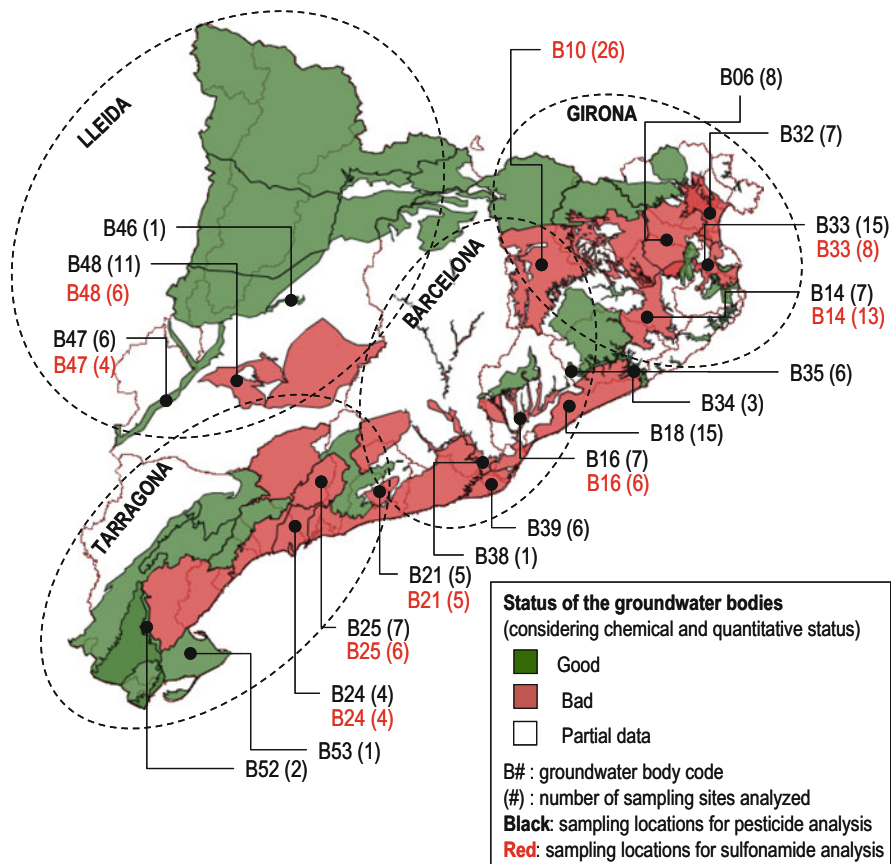 B10 (26)
B06 (8)
GIRONA
LLEIDA
B32 (7)
B33 (15)
B33 (8)
B46 (1)
BARCELONA
B48 (11)
B48 (6)
B14 (7)
B14 (13)
B47 (6)
B47 (4)
B35 (6)
B34 (3)
B18 (15)
B16 (7)
B16 (6)
TARRAGONA
B39 (6)
B38 (1)
B21 (5)
B21 (5)
B25 (7)
B25 (6)
B24 (4)
B24 (4)
B53 (1)
B52 (2)
Status of the groundwater bodies
(considering chemical and quantitative status)
Good
Bad
Partial data
B# : groundwater body code
(#) : number of sampling sites analyzed
Black: sampling locations for pesticide analysis
Red: sampling locations for sulfonamide analysis